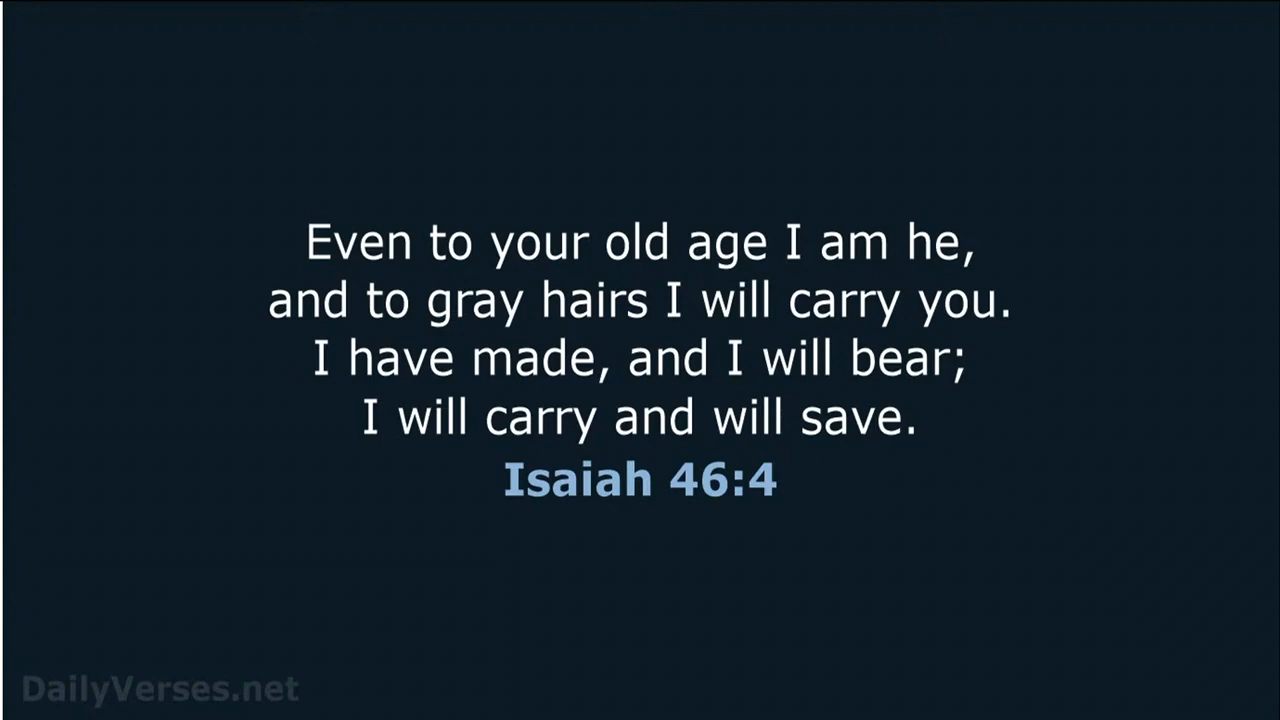 Even to your old age I am he,
and to gray hairs I will carry you.
I have made, and I will bear;
I will carry and will save.
Isaiah 46:4
DailyVerses.net